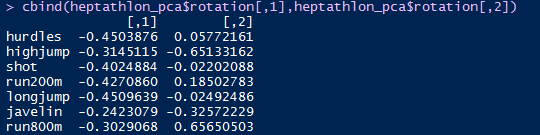 > cbind(heptathlon_pca$rotation[,1],heptathlon_pca$rotation[,2])
[,1] [,2]
hurdles -0.4503876 0.05772161
highjump -0.3145115 -0.65133162
shot -0.4024884 -0.02202088
run200m -0.4270860 0.18502783
longjump -0.4509639 -0.02492486
javelin -0.2423079 -0.32572229
run800m -0.3029068 0.65650503